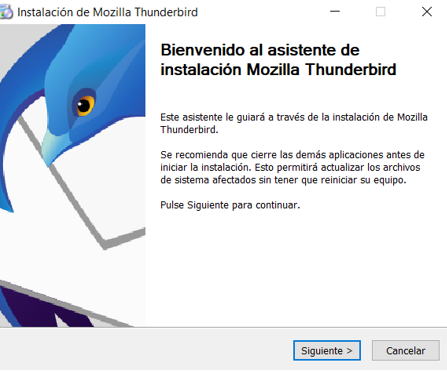 Instalación de Mozilla Thunderbird
Bienvenido al asistente de
instalación Mozilla Thunderbird
Este asistente le guiará a través de la instalación de Mozilla
Thunderbird.
Se recomienda que cierre las demás aplicaciones antes de
iniciar la instalación. Esto permitirá actualizar los archivos
de sistema afectados sin tener que reiniciar su equipo.
Pulse Siguiente para continuar.
Siguiente >
Cancelar